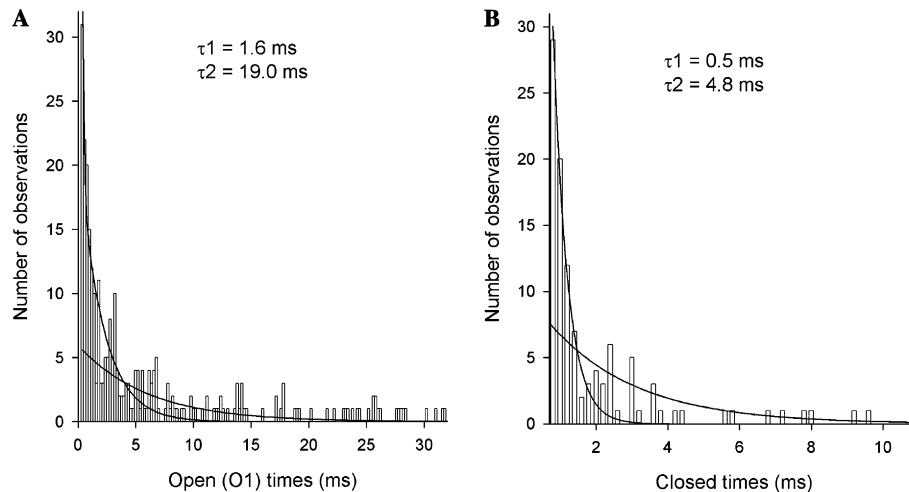 A
τ1 = 1.6 ms
τ2 = 19.0 ms
Number of observations
30
25
20
15
10
5
0
0 5 10 15 20 25 30
Open (O1) times (ms)
B
τ1 = 0.5 ms
τ2 = 4.8 ms
Number of observations
30
25
20
15
10
5
0
2 4 6 8 10
Closed times (ms)